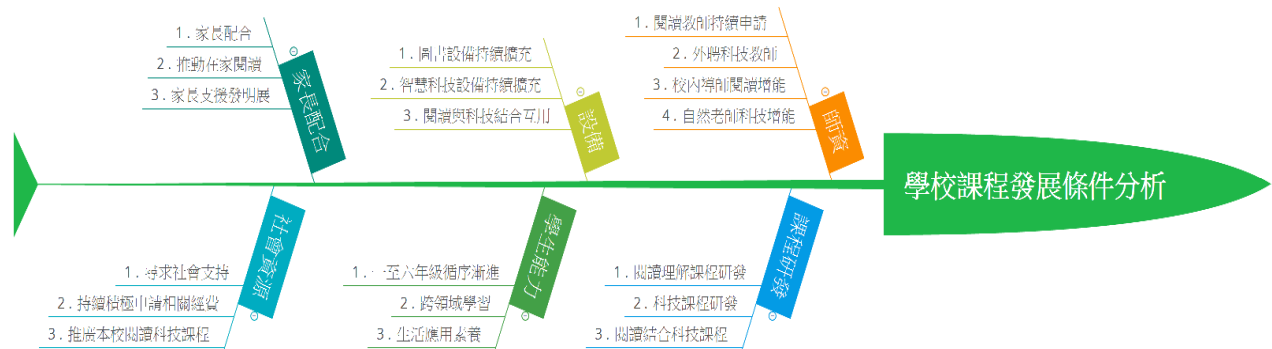 家長配合
1. 家長配合
2. 推動在家閱讀
3. 家長支援發明展
設備
1. 圖書設備持續擴充
2. 智慧科技設備持續擴充
3. 閱讀與科技結合互用
師資
1. 閱讀教師持續申請
2. 外聘科技教師
3. 校內導師閱讀增能
4. 自然老師科技增能
學校課程發展條件分析
社會資源
1. 尋求社會支持
2. 持續積極申請相關經費
3. 推廣本校閱讀科技課程
學生能力
1. 一至六年級循序漸進
2. 跨領域學習
3. 生活應用素養
課程研發
1. 閱讀理解課程研發
2. 科技課程研發
3. 閱讀結合科技課程